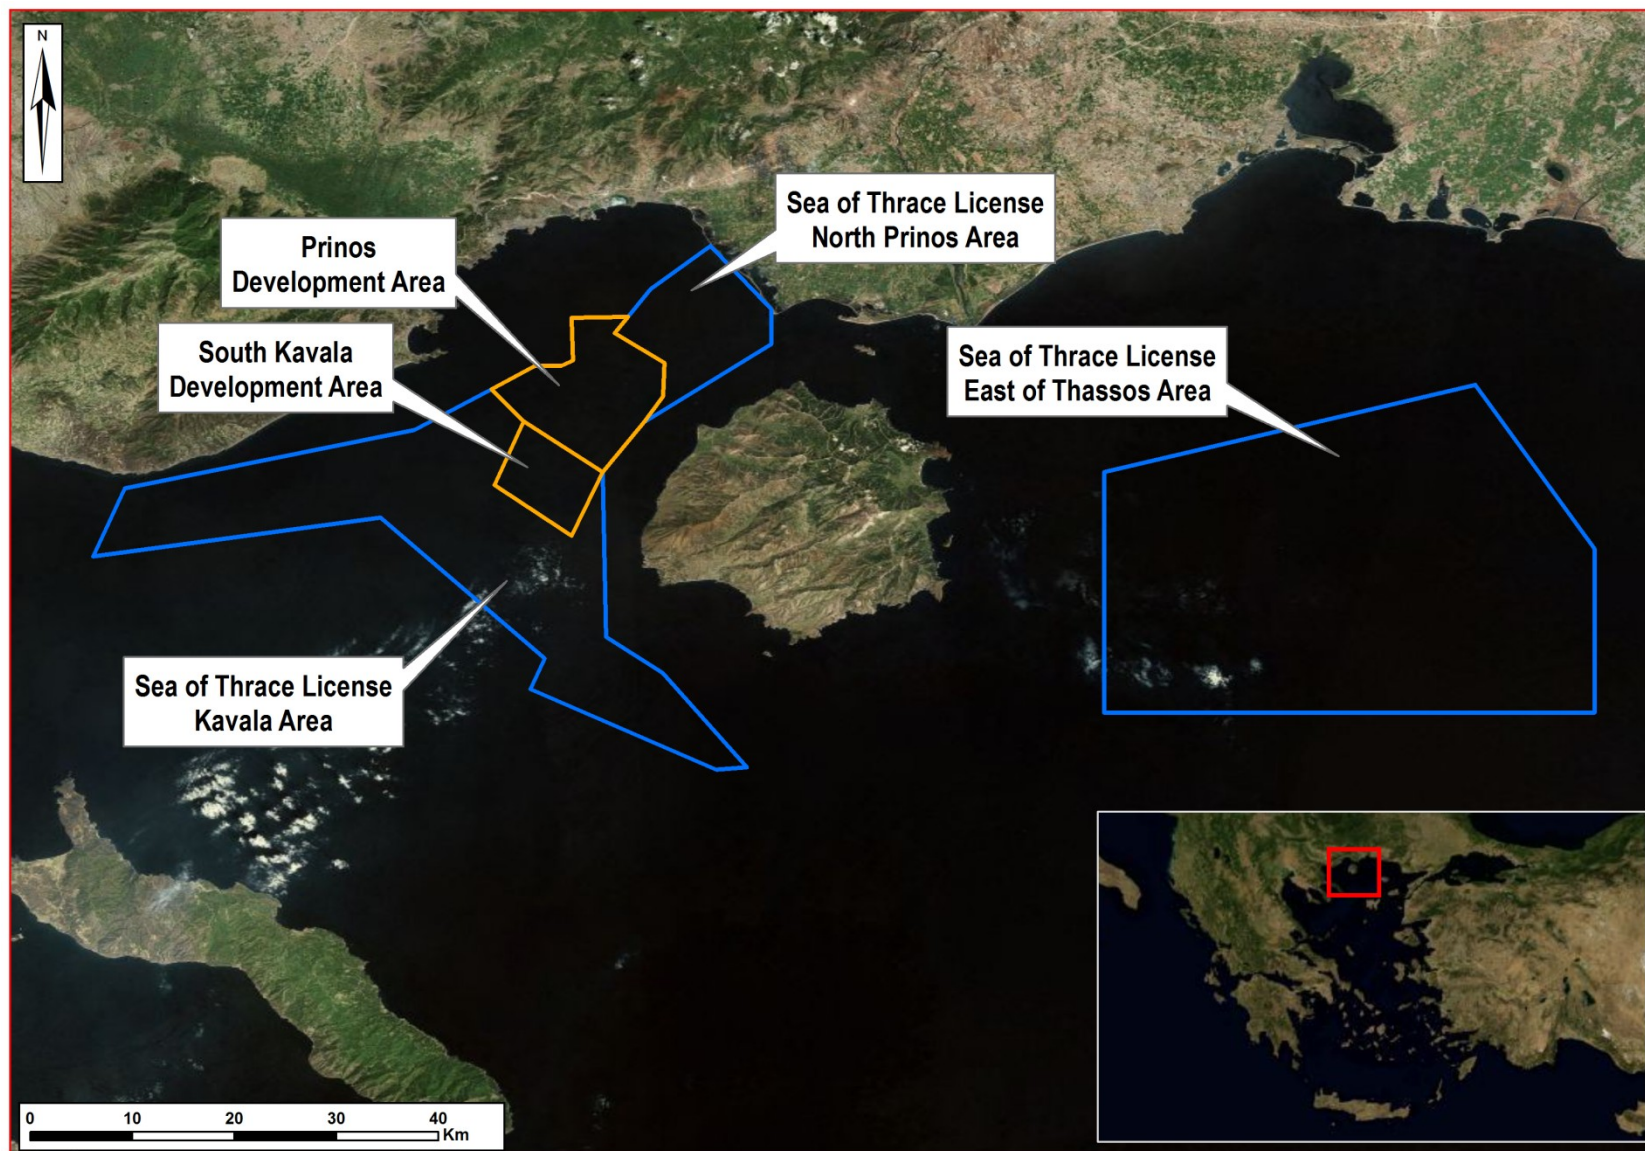 N
Sea of Thrace License
North Prinos Area
Prinos
Development Area
South Kavala
Development Area
Sea of Thrace License
East of Thassos Area
Sea of Thrace License
Kavala Area
0 10 20 30 40
Km